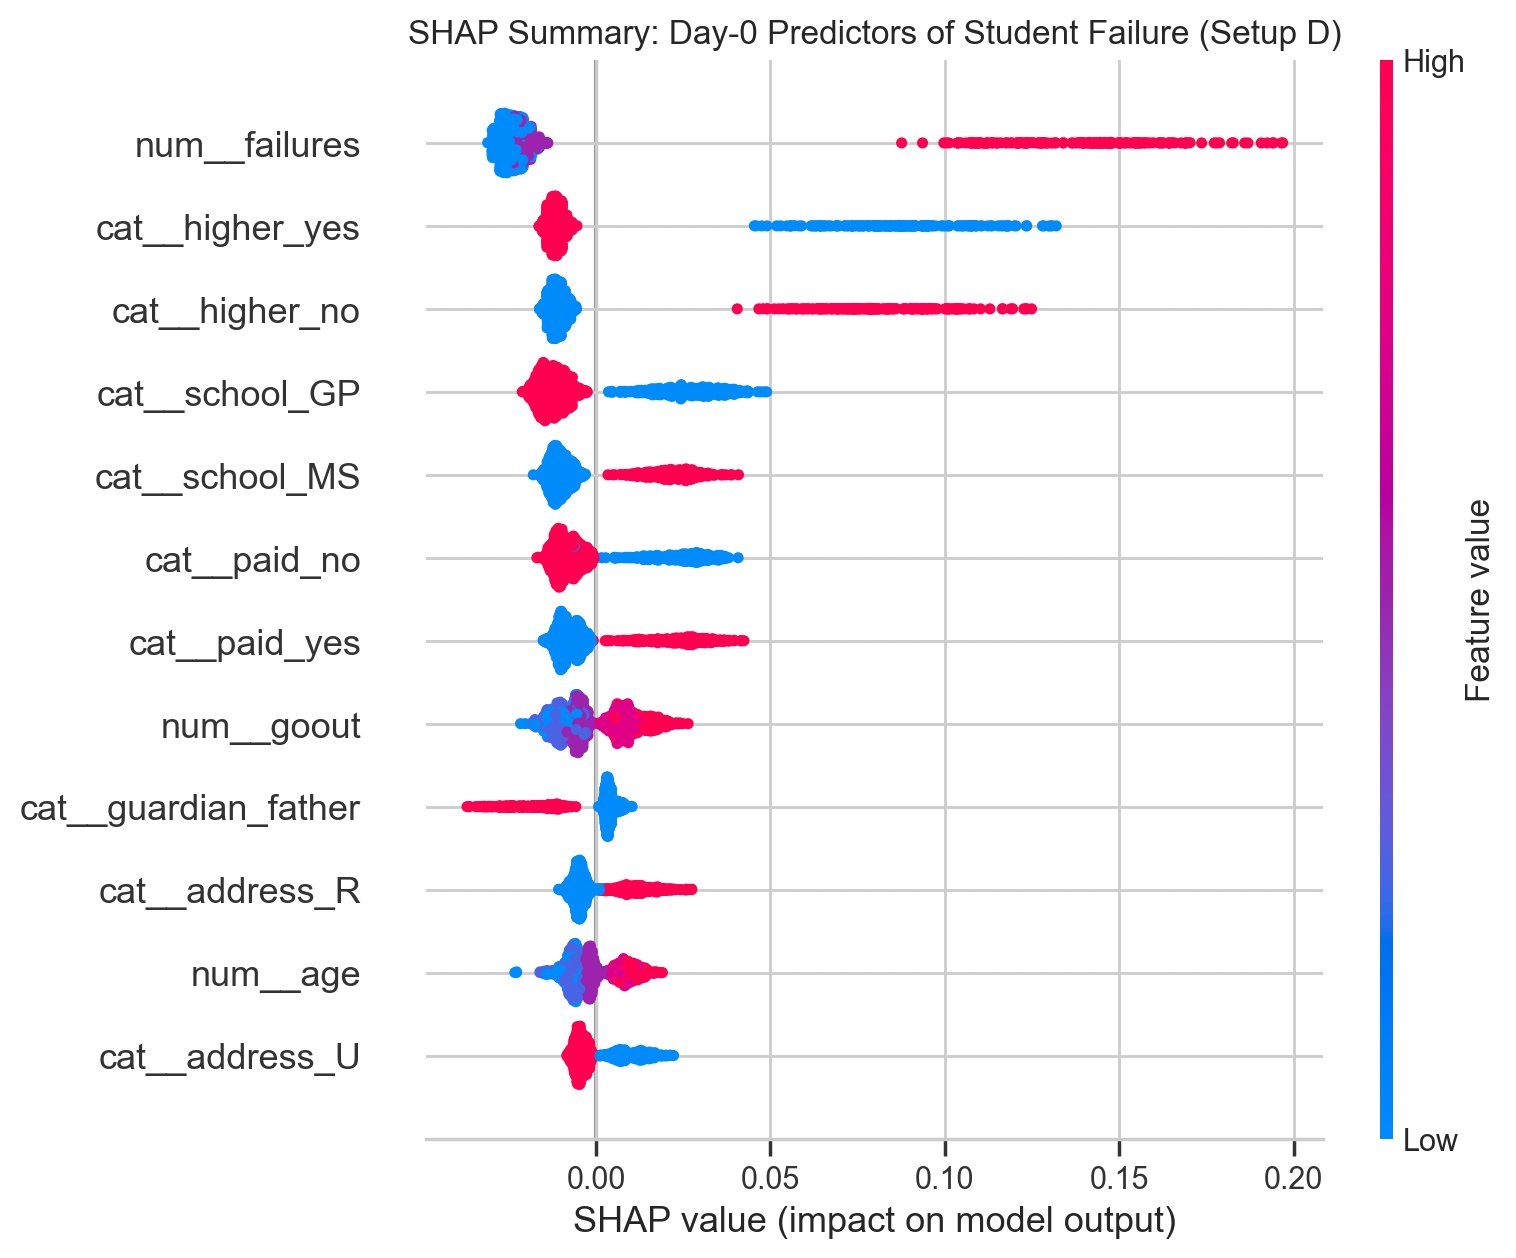 SHAP Summary: Day-0 Predictors of Student Failure (Setup D)
High
num__failures
cat__higher_yes
cat__higher_no
cat__school_GP
cat__school_MS
cat__paid_no
cat__paid_yes
num__goout
cat__guardian_father
cat__address_R
num__age
cat__address_U
Feature value
Low
0.00 0.05 0.10 0.15 0.20
SHAP value (impact on model output)